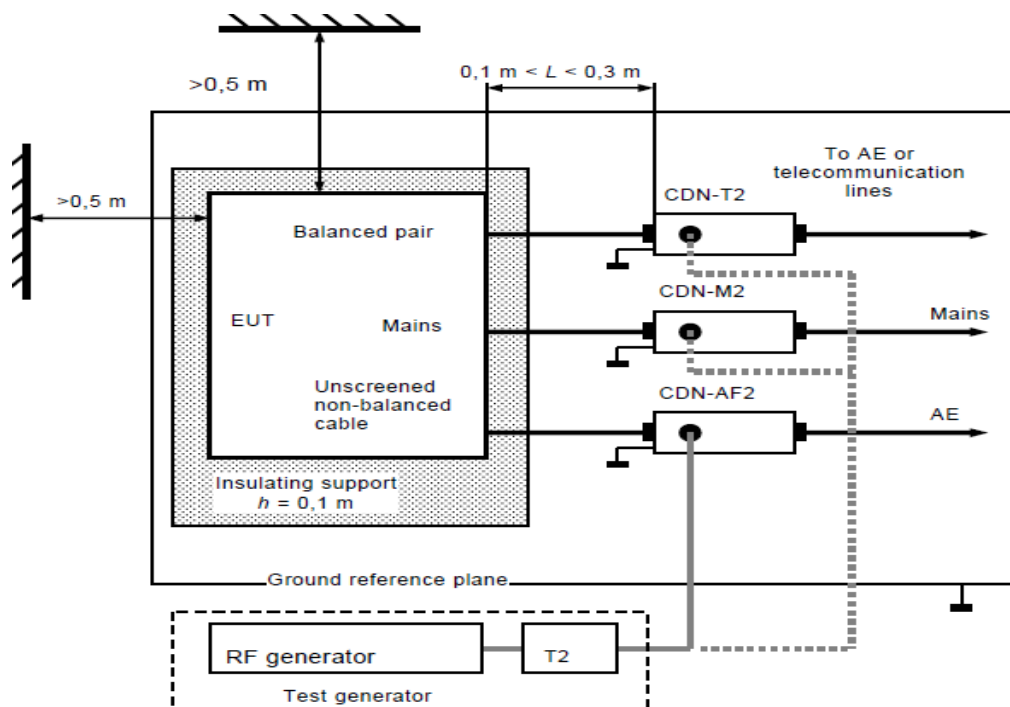 >0,5 m
0,1 m < L < 0,3 m
>0,5 m
To AE or
telecommunication
lines
CDN-T2
Balanced pair
CDN-M2
EUT
Mains
Mains
Unscreened
non-balanced
cable
CDN-AF2
AE
Insulating support
h = 0,1 m
Ground reference plane
RF generator
T2
Test generator